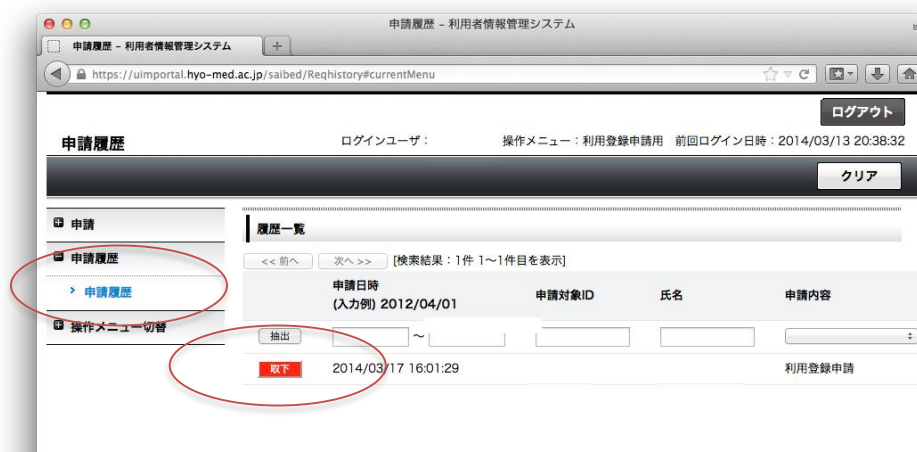 申請履歴 – 利用者情報管理システム
申請履歴 – 利用者情報管理システム
https://uimportal.hyo-med.ac.jp/saibed/Reqhistory#currentMenu
ログアウト
申請履歴 ログインユーザ： 操作メニュー：利用登録申請用 前回ログイン日時：2014/03/13 20:38:32
クリア
申請
申請履歴
申請履歴
操作メニュー切替
履歴一覧
<< 前へ 次へ >> [検索結果：1件 1～1件目を表示]
申請日時
(入力例) 2012/04/01
申請対象ID 氏名 申請内容
抽出 ～
取下 2014/03/17 16:01:29 利用登録申請